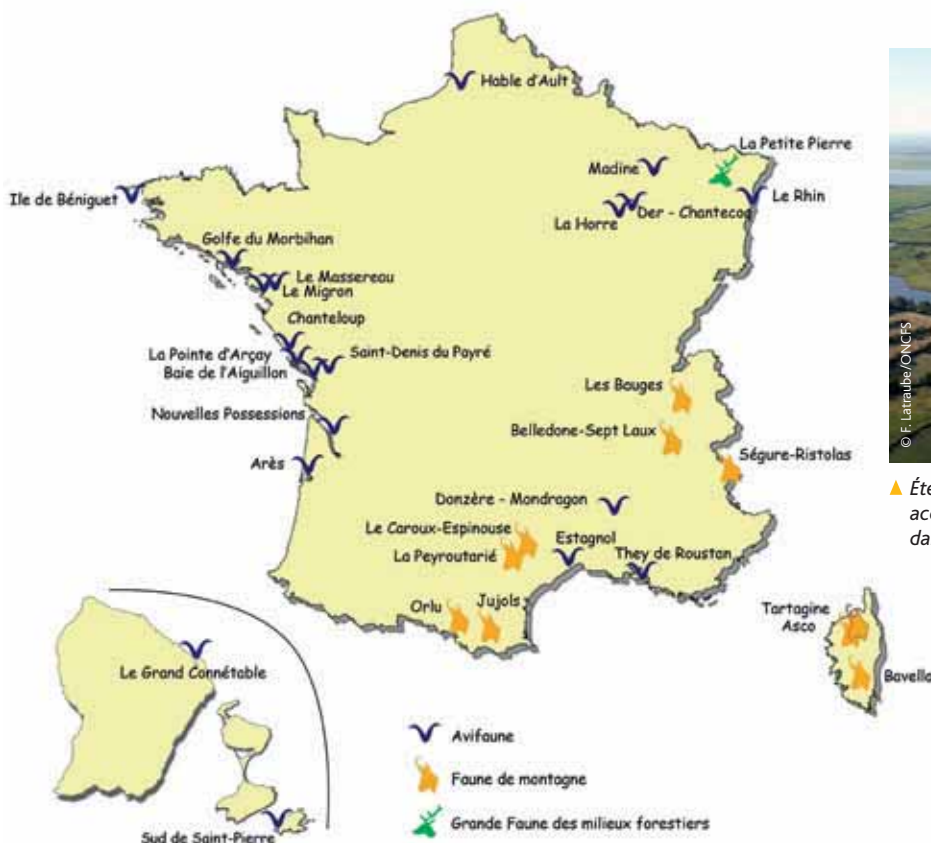 Hable d'Ault
La Petite Pierre
Madine
Ile de Béniguet
Le Rhin
Der - Chantecoq
La Horre
Golfe du Morbihan
Le Massereau
Le Migron
Chanteloup
La Pointe d'Arçay
Saint-Denis du Payré
Baie de l'Aiguillon
Les Bauges
Nouvelles Possessions
Belledone-Sept Laux
Ségure-Ristolas
Arès
Donzère - Mondragon
Le Caroux-Espinouse
Estagnol
La Peyroutarié
They de Roustan
Orlu
Jujols
Tartagine
Asco
Bavella
Le Grand Connétable
Sud de Saint-Pierre
Avifaune
Faune de montagne
Grande Faune des milieux forestiers
© F. Latraube/ONCFS
Éte
acc
da